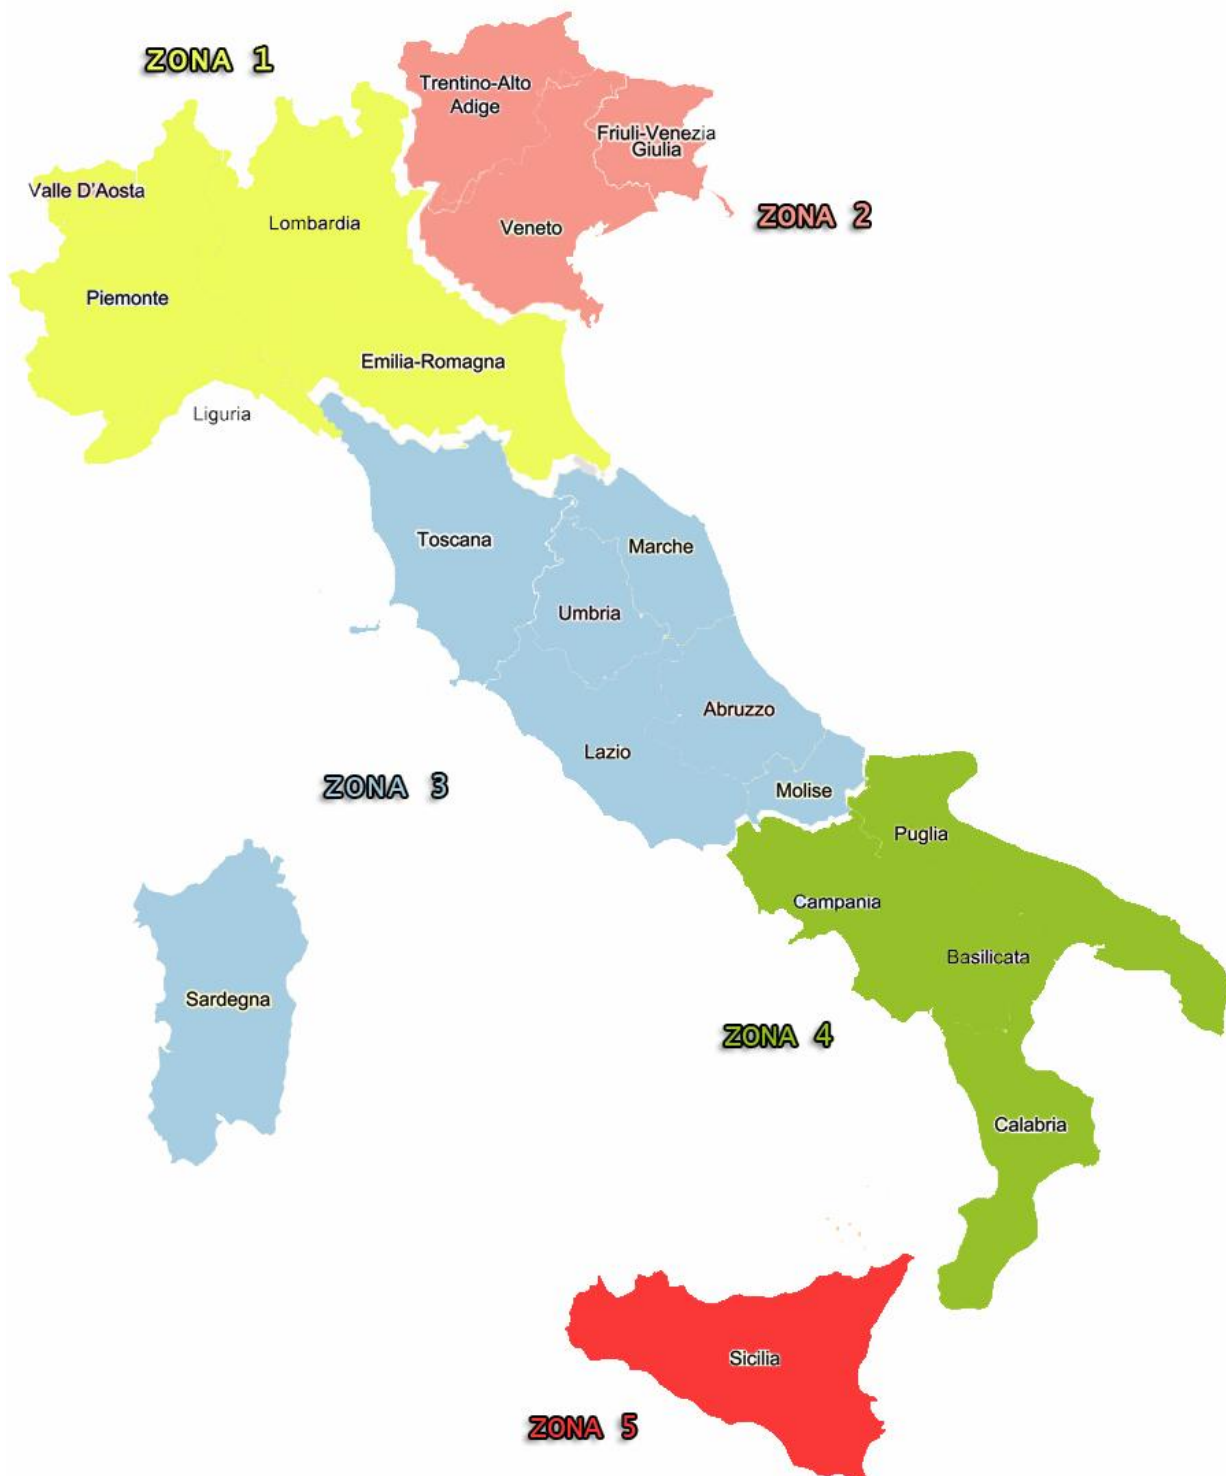 ZONA 1
Trentino-Alto
Adige
Friuli-Venezia
Giulia
Valle D'Aosta
ZONA 2
Lombardia
Veneto
Piemonte
Emilia-Romagna
Liguria
Toscana
Marche
Umbria
Abruzzo
Lazio
ZONA 3
Molise
Puglia
Campania
Basilicata
Sardegna
ZONA 4
Calabria
Sicilia
ZONA 5